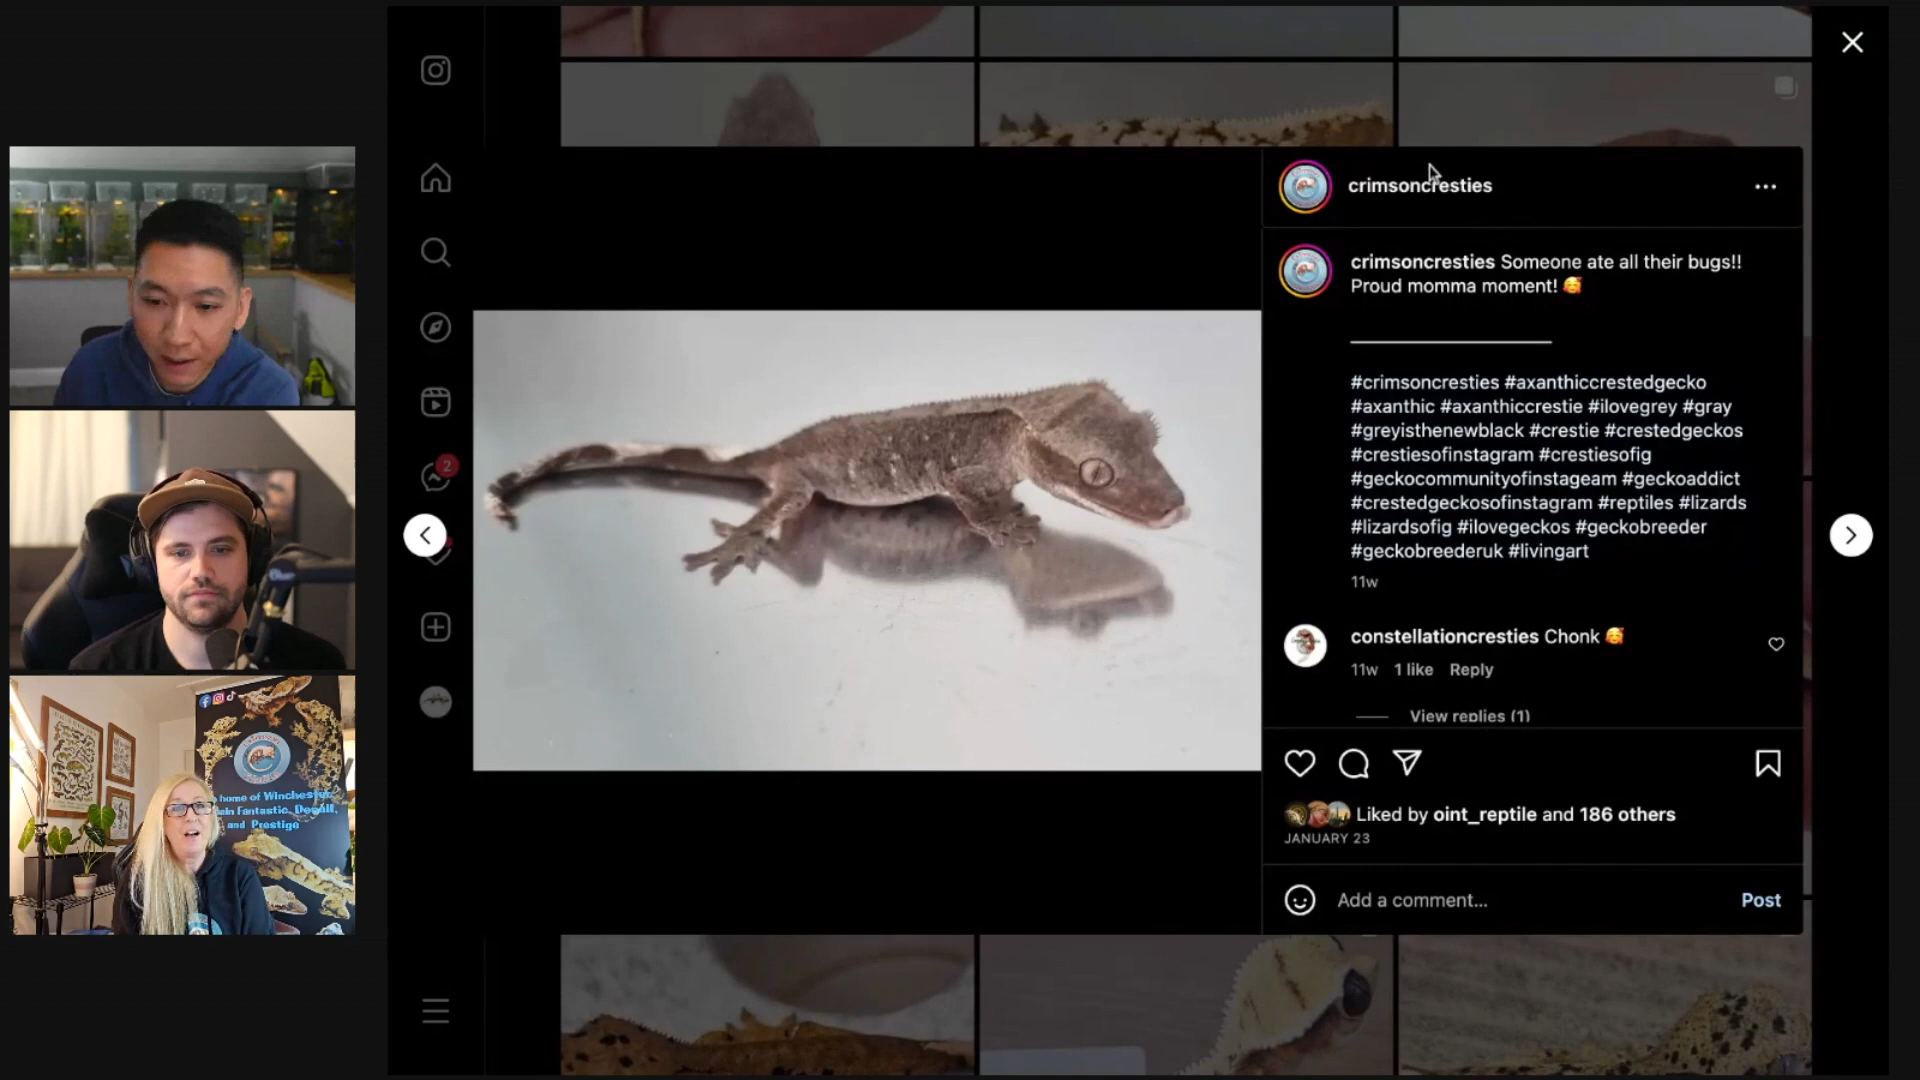 crimsoncresties
crimsoncresties Someone ate all their bugs!!
Proud momma moment! 🥰
#crimsoncresties #axanthiccrestedgecko
#axanthic #axanthiccrestie #ilovegrey #gray
#greyisthenewblack #crestie #crestedgeckos
#crestiesofinstagram #crestiesofig
#geckocommunityofinstageam #geckoaddict
#crestedgeckosofinstagram #reptiles #lizards
#lizardsofig #ilovegeckos #geckobreeder
#geckobreederuk #livingart
11w
constellationcresties Chonk 🥰
11w 1 like Reply
View replies (1)
Liked by oint_reptile and 186 others
JANUARY 23
Add a comment...
Post
2
home of Winchester,
Fantastic,
and Prestige